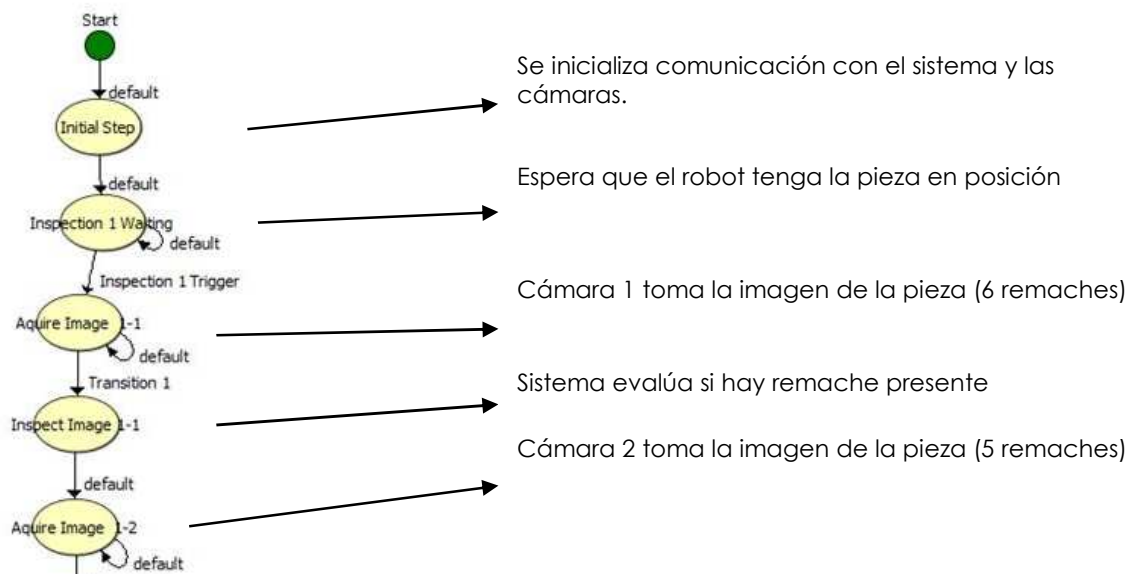 Start
default
Initial Step
Se inicializa comunicación con el sistema y las
cámaras.
default
Inspection 1 Waiting
default
Espera que el robot tenga la pieza en posición
Inspection 1 Trigger
Aquire Image 1-1
default
Cámara 1 toma la imagen de la pieza (6 remaches)
Transition 1
Inspect Image 1-1
Sistema evalúa si hay remache presente
default
Aquire Image 1-2
default
Cámara 2 toma la imagen de la pieza (5 remaches)